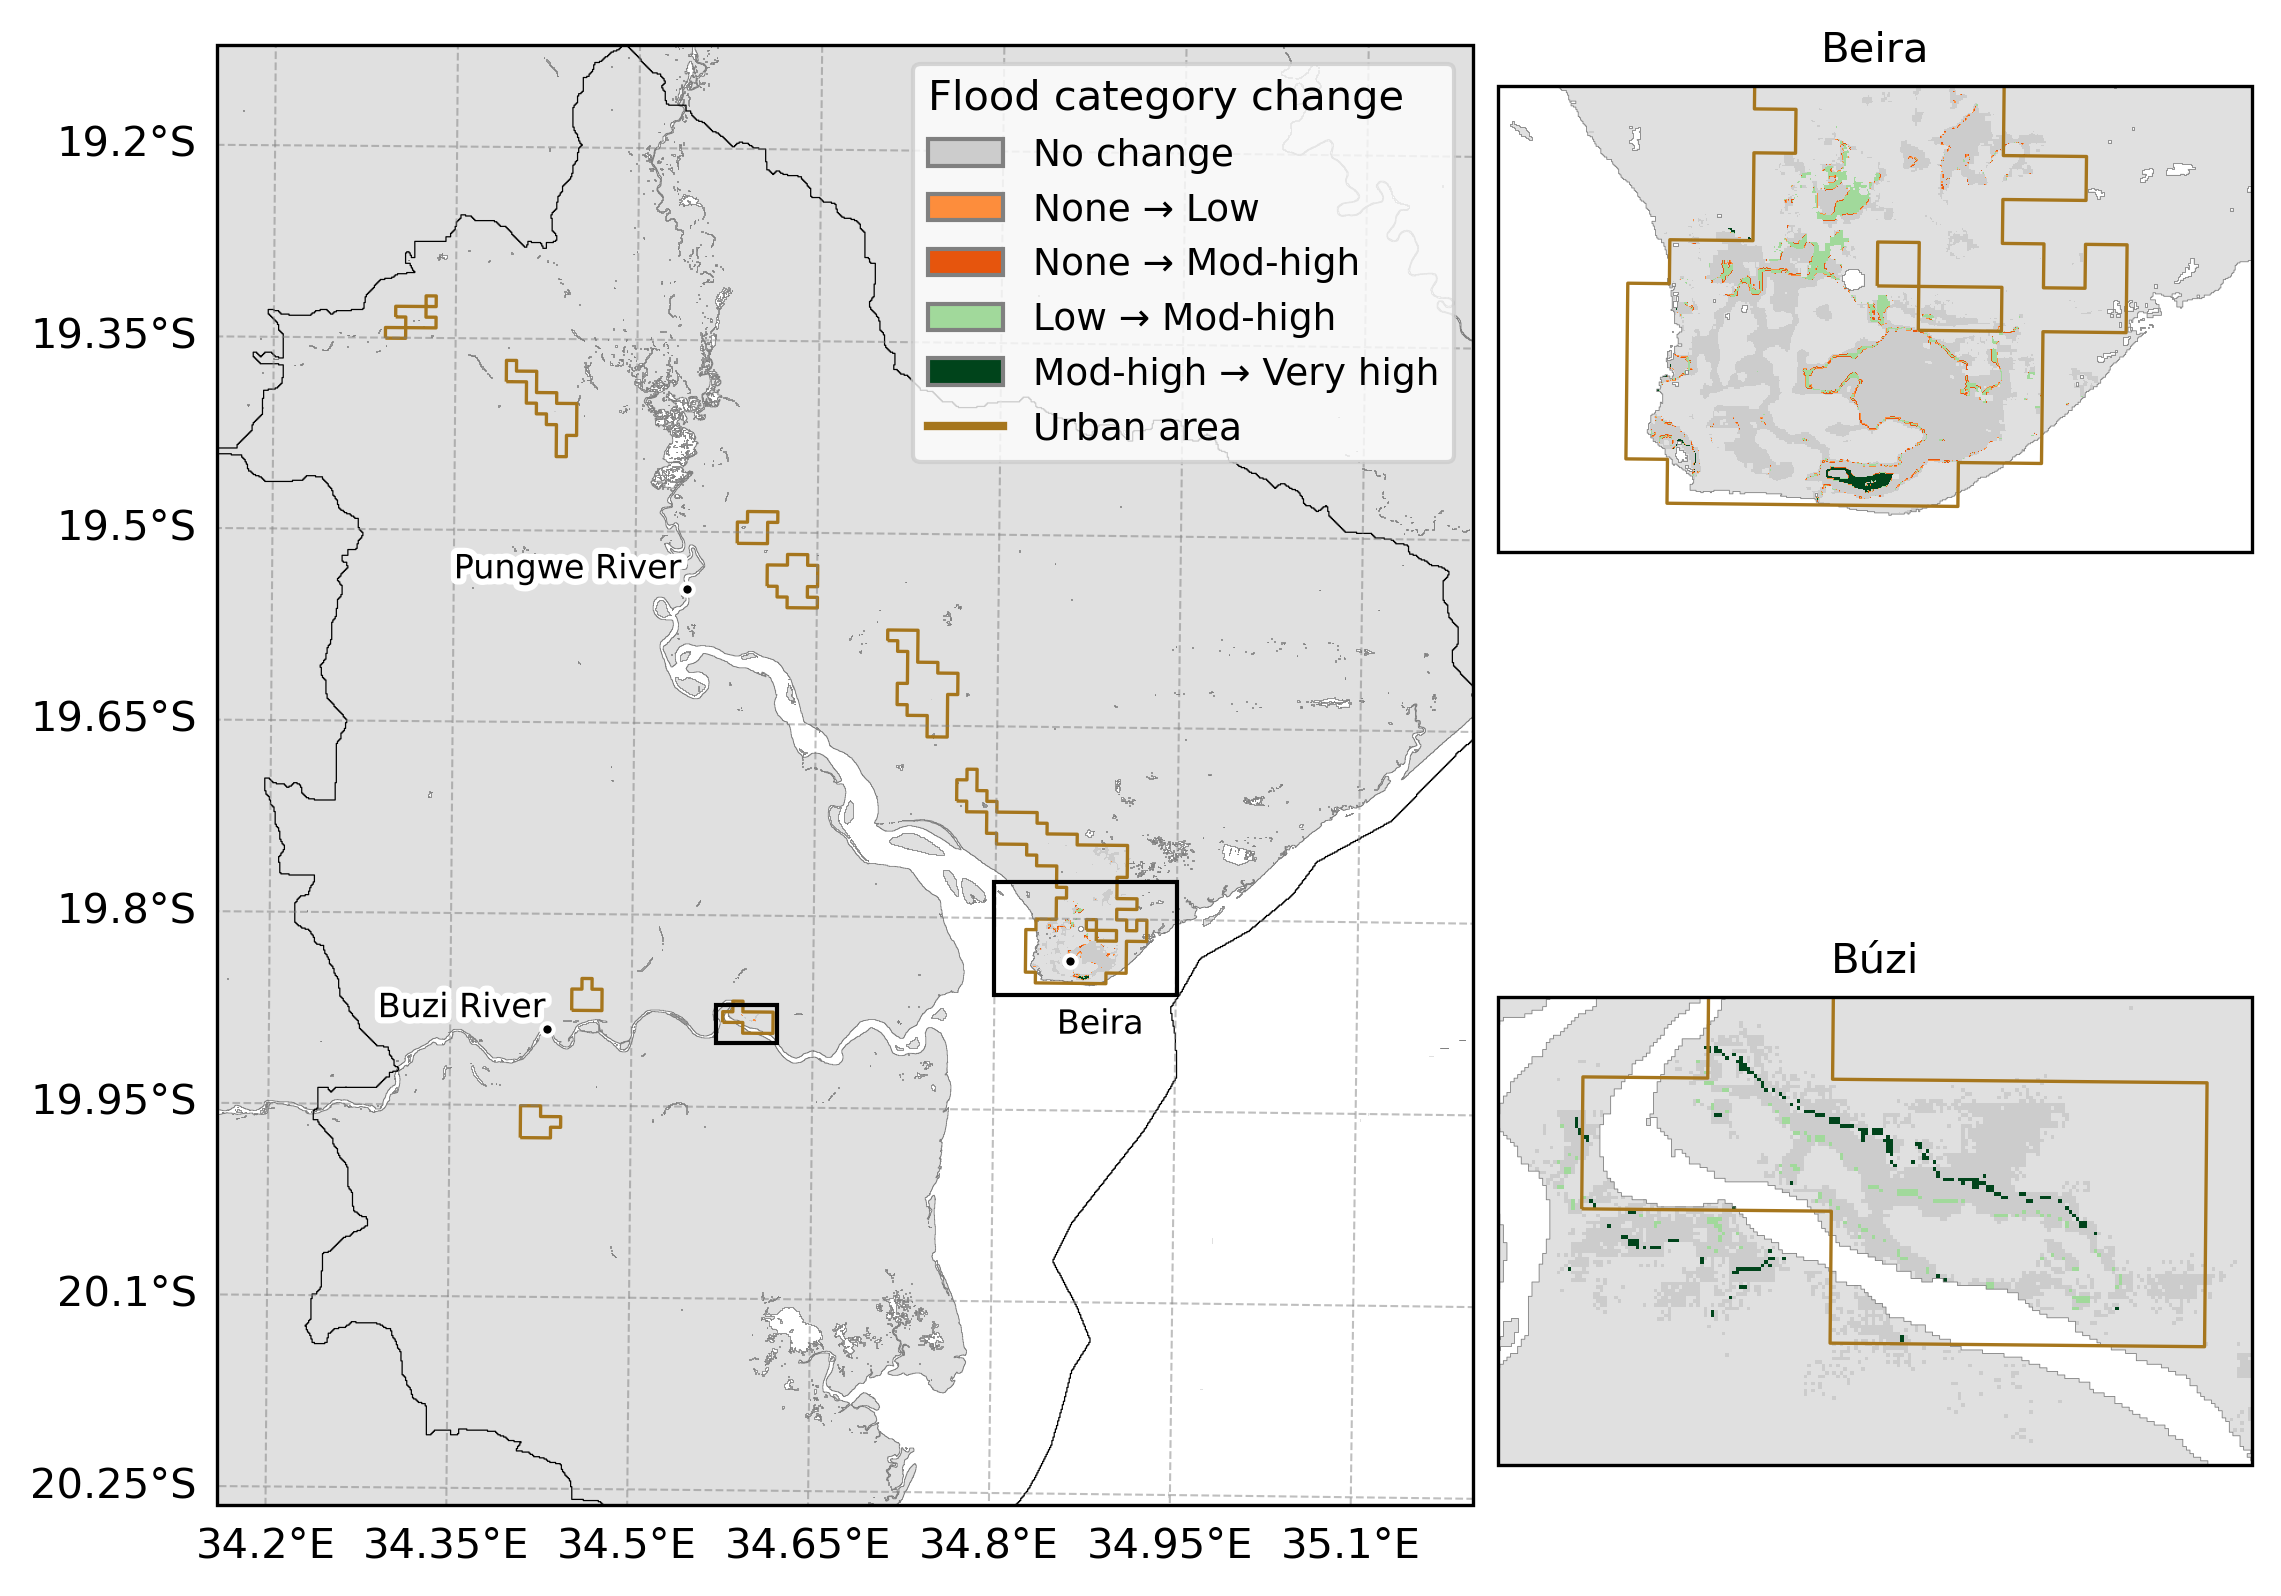 Beira
Flood category change
No change
None → Low
None → Mod-high
Low → Mod-high
Mod-high → Very high
Urban area
19.2°S
19.35°S
19.5°S
19.65°S
19.8°S
19.95°S
20.1°S
20.25°S
Pungwe River
Buzi River
Beira
Búzi
34.2°E 34.35°E 34.5°E 34.65°E 34.8°E 34.95°E 35.1°E